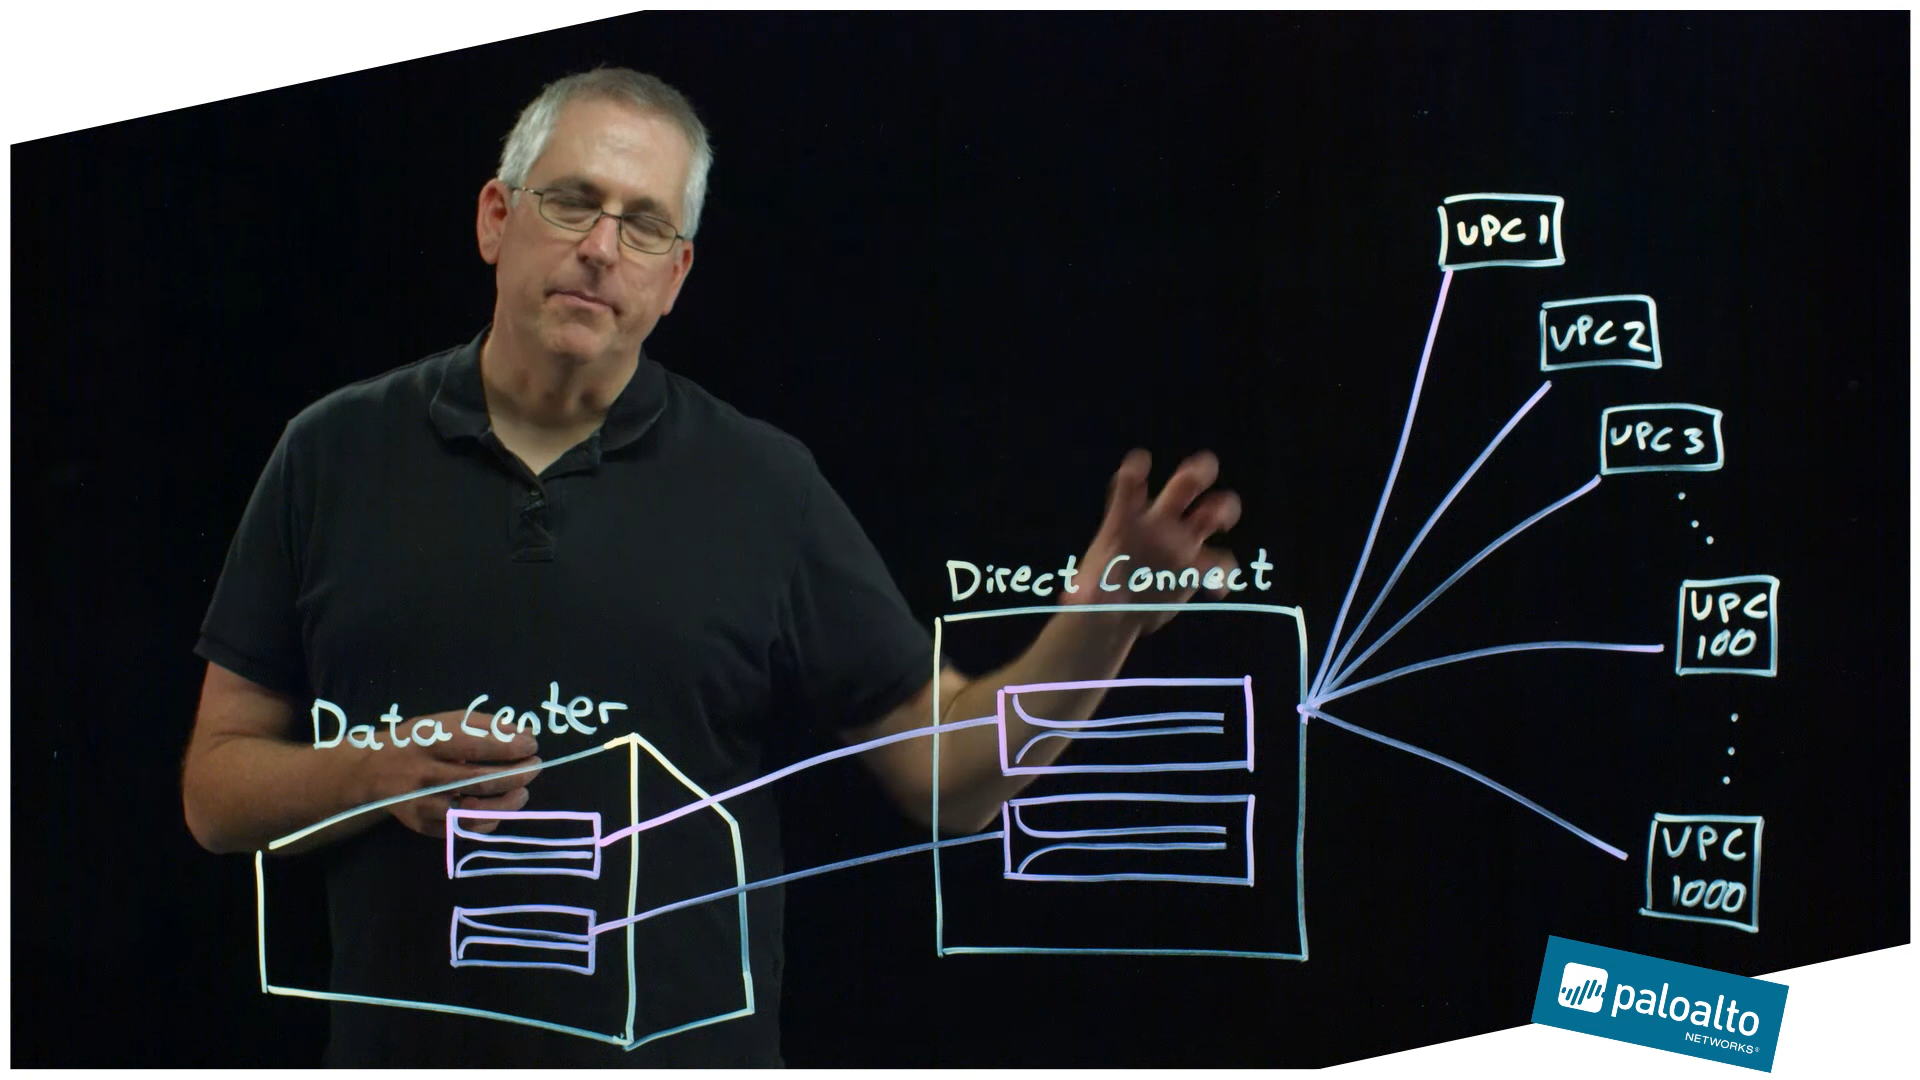 VPC 1
VPC 2
VPC 3
Direct Connect
VPC
100
Data Center
VPC
1000
paloalto
NETWORKS®